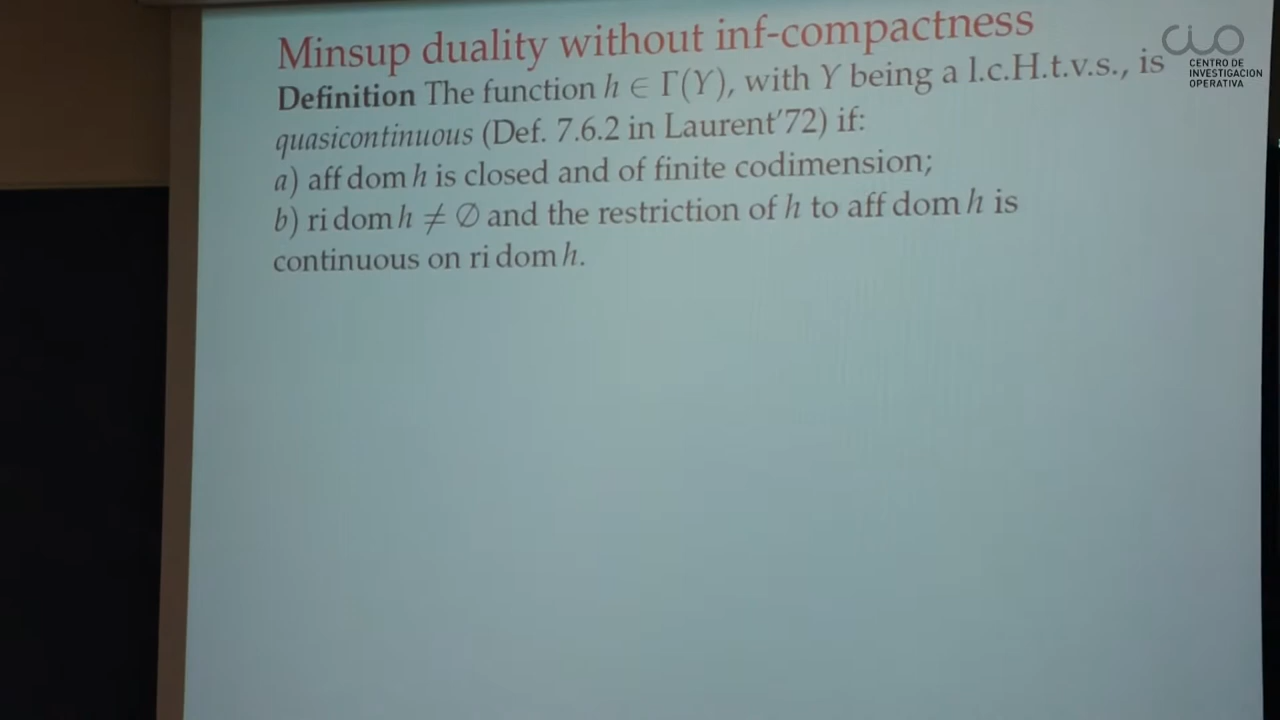 Minsup duality without inf-compactness
Definition The function h ∈ Γ(Y), with Y being a l.c.H.t.v.s., is
quasicontinuous (Def. 7.6.2 in Laurent'72) if:
a) aff dom h is closed and of finite codimension;
b) ri dom h ≠ ∅ and the restriction of h to aff dom h is
continuous on ri dom h.
CIO
CENTRO DE
INVESTIGACION
OPERATIVA